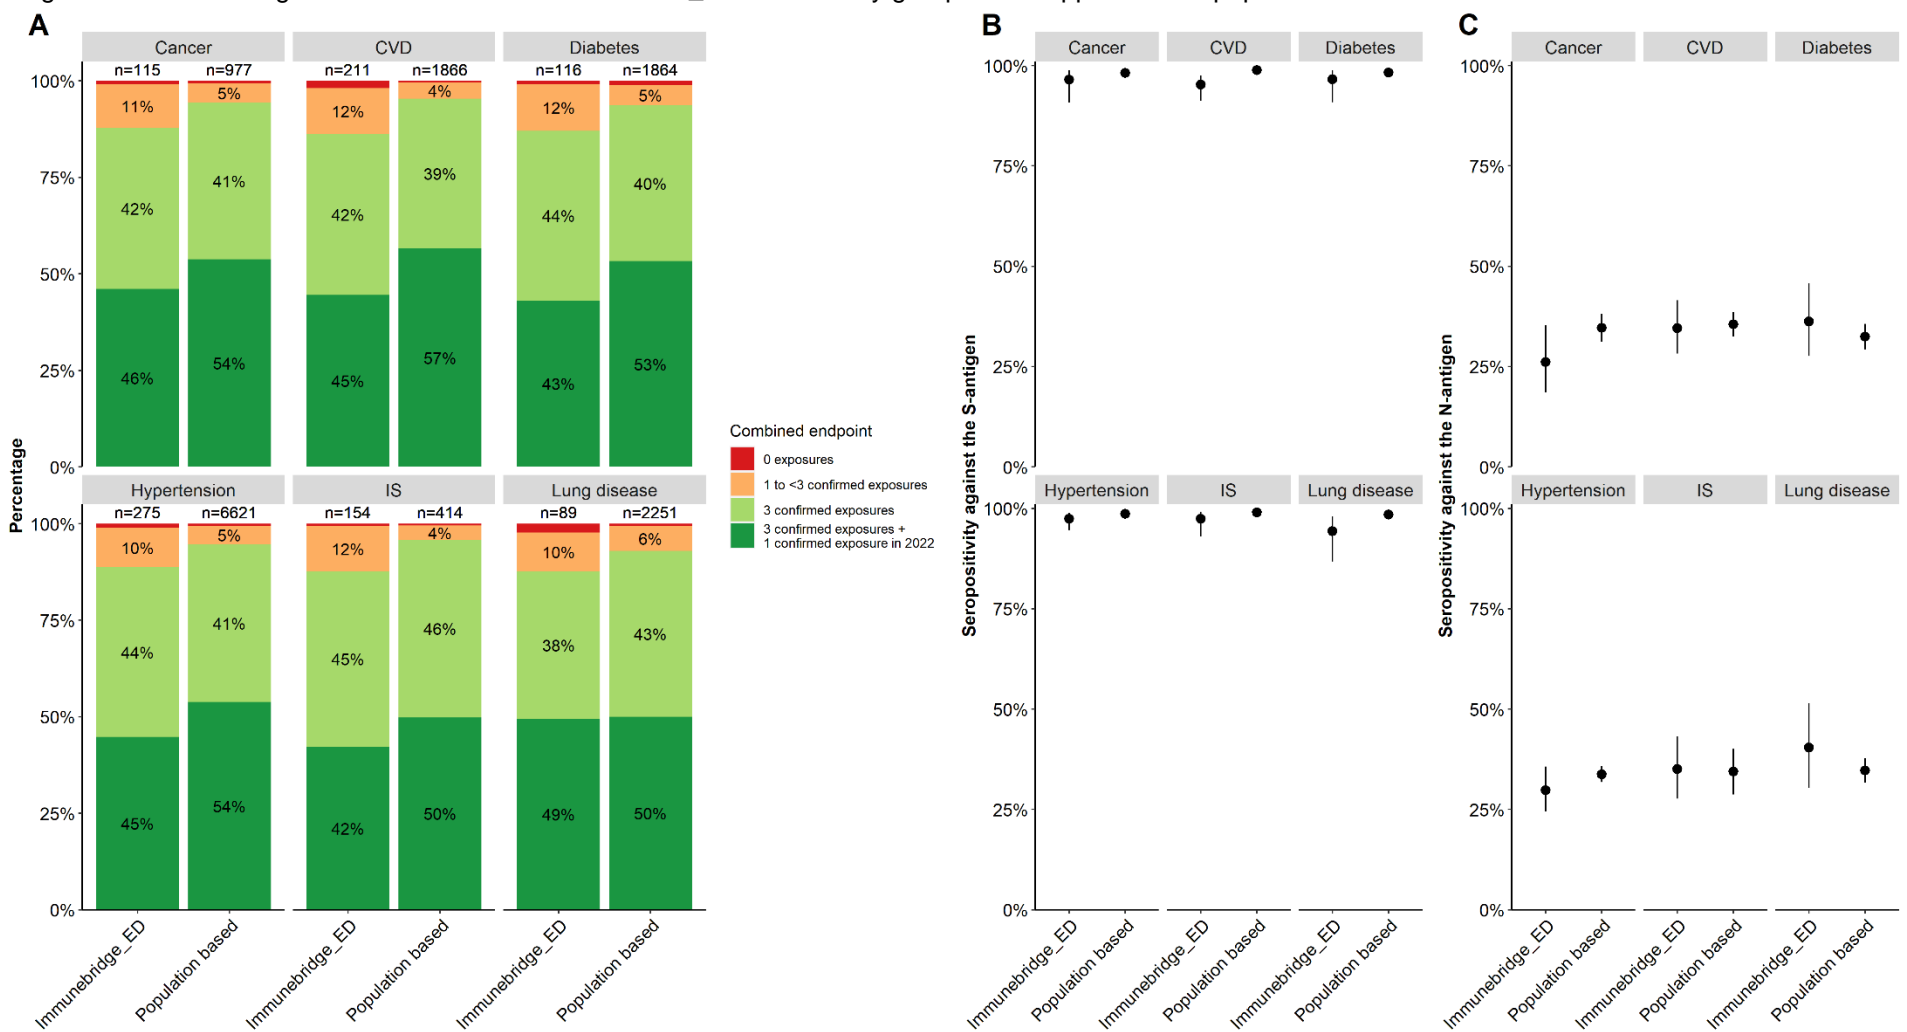 A
Cancer
CVD
Diabetes
n=115
n=977
n=211
n=1866
n=116
n=1864
100%
75%
50%
25%
0%
11%
5%
12%
4%
12%
5%
42%
41%
42%
39%
44%
40%
46%
54%
45%
57%
43%
53%
Percentage
Hypertension
IS
Lung disease
n=275
n=6621
n=154
n=414
n=89
n=2251
100%
75%
50%
25%
0%
10%
5%
12%
4%
10%
6%
44%
41%
45%
46%
38%
43%
45%
54%
42%
50%
49%
50%
Immunebridge_ED
Population based
Immunebridge_ED
Population based
Immunebridge_ED
Population based
Combined endpoint
0 exposures
1 to <3 confirmed exposures
3 confirmed exposures
3 confirmed exposures +
1 confirmed exposure in 2022
B
Seropositivity against the S-antigen
Cancer
CVD
Diabetes
100%
75%
50%
25%
0%
Hypertension
IS
Lung disease
100%
75%
50%
25%
0%
Immunebridge_ED
Population based
Immunebridge_ED
Population based
Immunebridge_ED
Population based
C
Seropositivity against the N-antigen
Cancer
CVD
Diabetes
100%
75%
50%
25%
0%
Hypertension
IS
Lung disease
100%
75%
50%
25%
0%
Immunebridge_ED
Population based
Immunebridge_ED
Population based
Immunebridge_ED
Population based